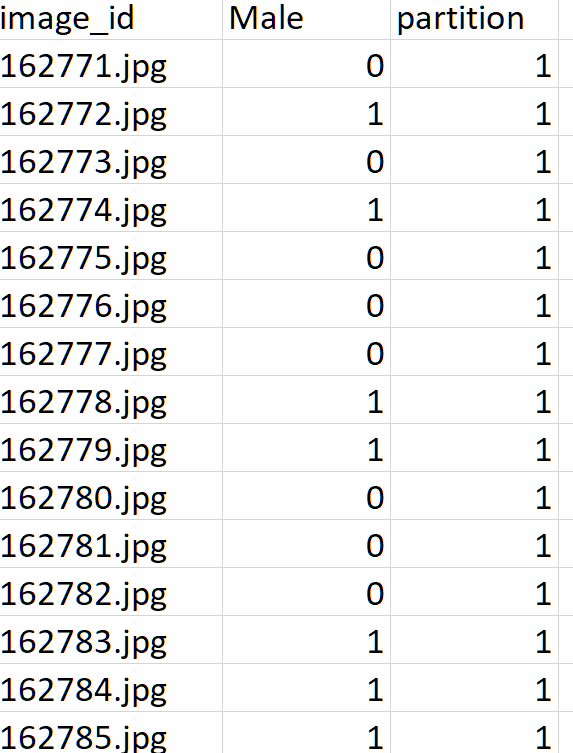 image_id Male partition
162771.jpg 0 1
162772.jpg 1 1
162773.jpg 0 1
162774.jpg 1 1
162775.jpg 0 1
162776.jpg 0 1
162777.jpg 0 1
162778.jpg 1 1
162779.jpg 1 1
162780.jpg 0 1
162781.jpg 0 1
162782.jpg 0 1
162783.jpg 1 1
162784.jpg 1 1
162785.jpg 1 1